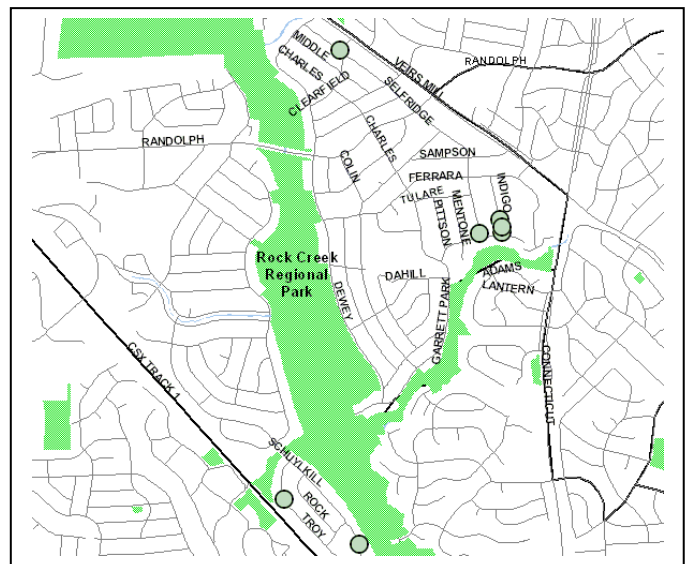 MIDDLE
CHARLES
CLEARFIELD
VEIRS MILL
RANDOLPH
SELFRIDGE
RANDOLPH
COLIN
CHARLES
SAMPSON
FERRARA
TULARE
PITTSON
MENTONE
INDIGO
Rock Creek
Regional
Park
DEWEY
DAHILL
ADAMS
LANTERN
GARRETT PARK
CONNECTICUT
CSX TRACK 1
SCHUYLKILL
ROCK
TROY